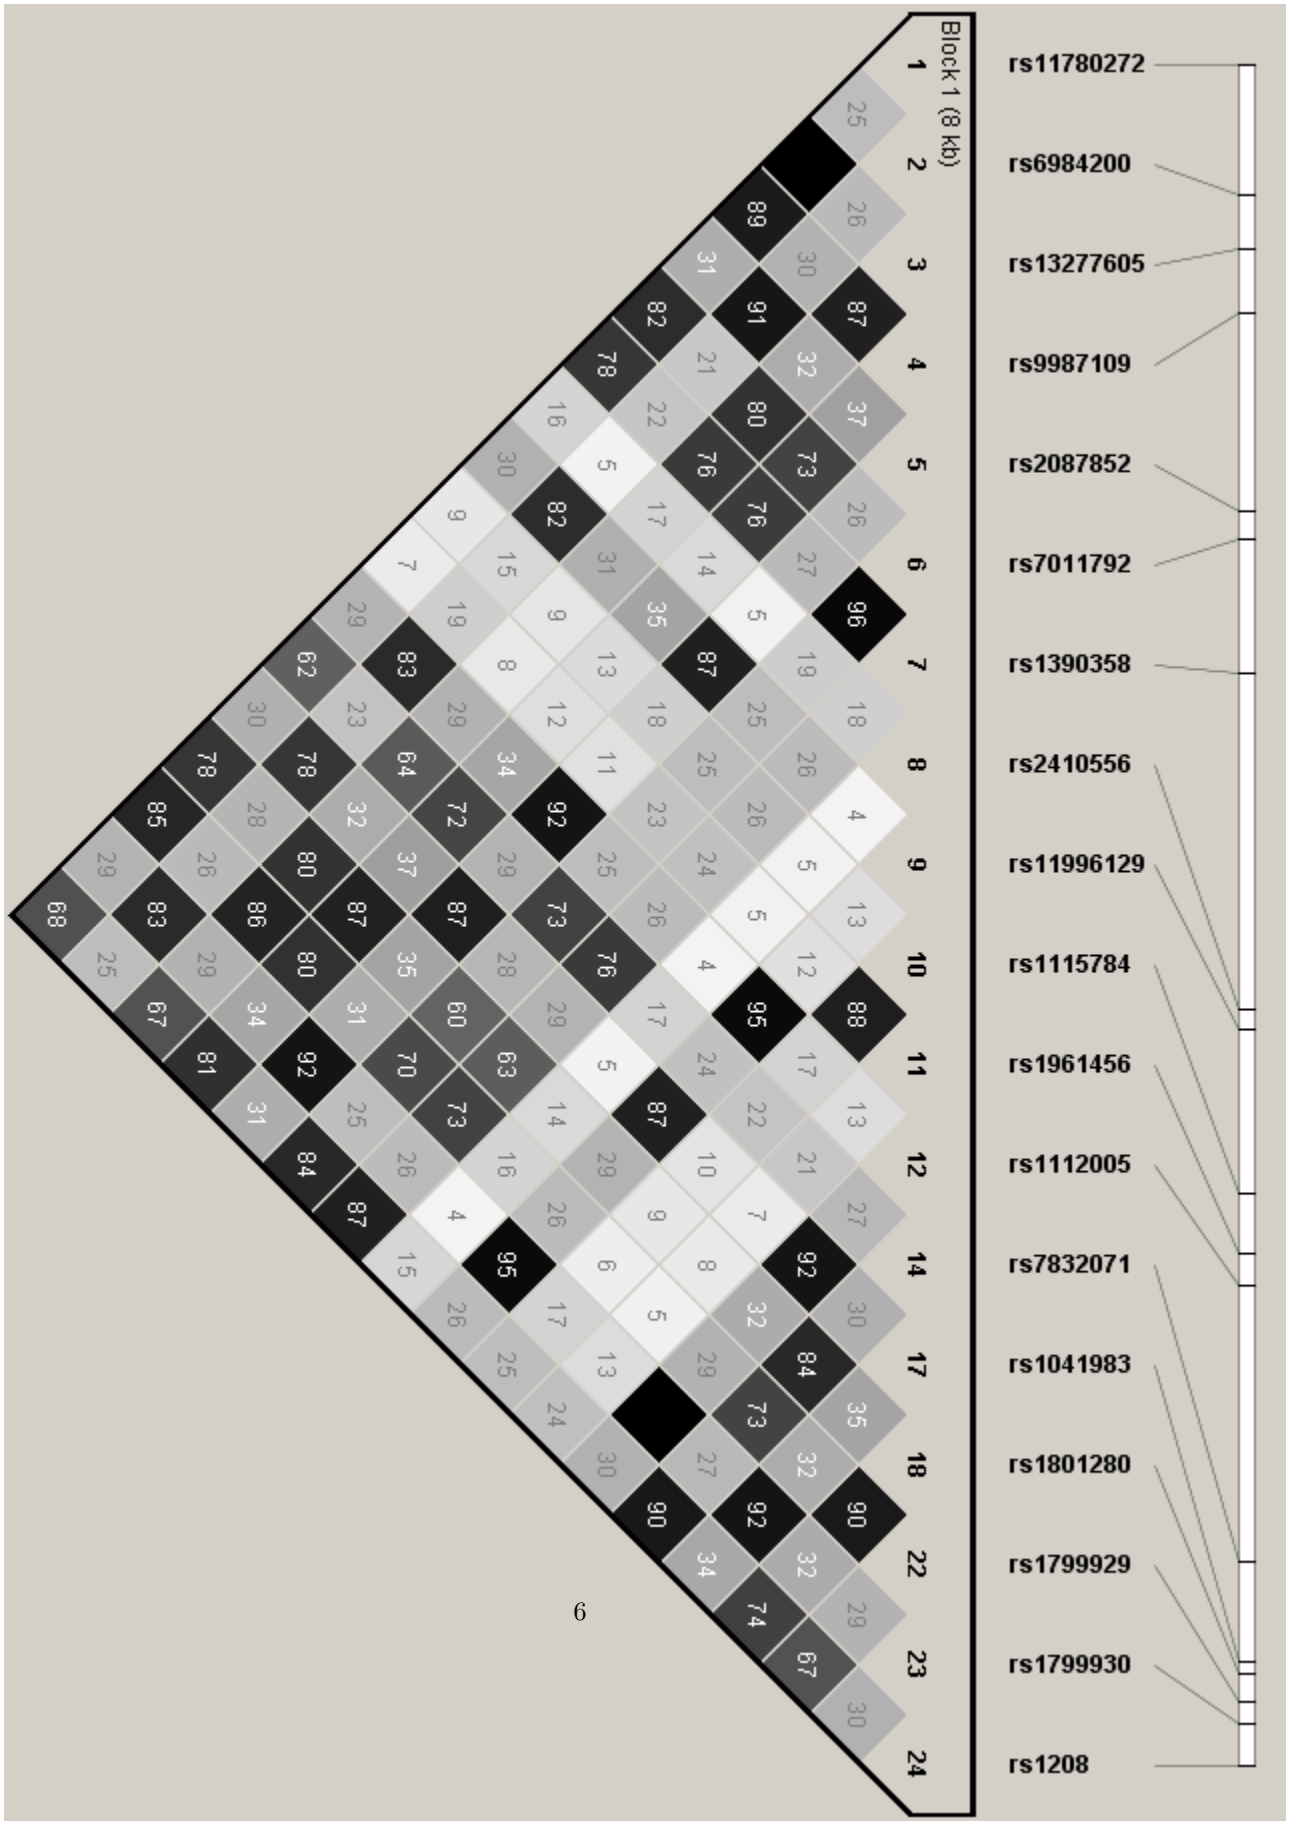 Block 1 (8 kb)
1 rs11780272
25
2 rs6984200
89 26
31 30 3 rs13277605
82 91 87
78 21 32 4 rs9987109
16 22 80 37
30 5 76 73 5 rs2087852
9 82 17 76 26
7 15 31 14 27 6 rs7011792
29 19 9 35 5 96
62 83 8 13 87 19 7 rs1390358
30 23 29 12 18 25 18
78 78 64 34 11 25 26 8 rs2410556
85 28 32 72 92 23 26 4
29 26 80 37 29 25 24 5 9 rs11996129
68 83 86 87 87 73 26 5 13
25 29 80 35 28 76 4 12 10 rs1115784
67 34 31 60 29 17 95 88
81 92 70 63 5 24 17 11 rs1961456
31 25 73 14 87 22 13
84 26 16 29 10 21 12 rs1112005
87 4 26 9 7 27
15 95 6 8 92 14 rs7832071
26 17 5 32 30
25 13 29 84 17 rs1041983
24 73 35
30 27 32 18 rs1801280
90 92 90
34 32 22 rs1799929
6 74 29
67 23 rs1799930
30
24 rs1208